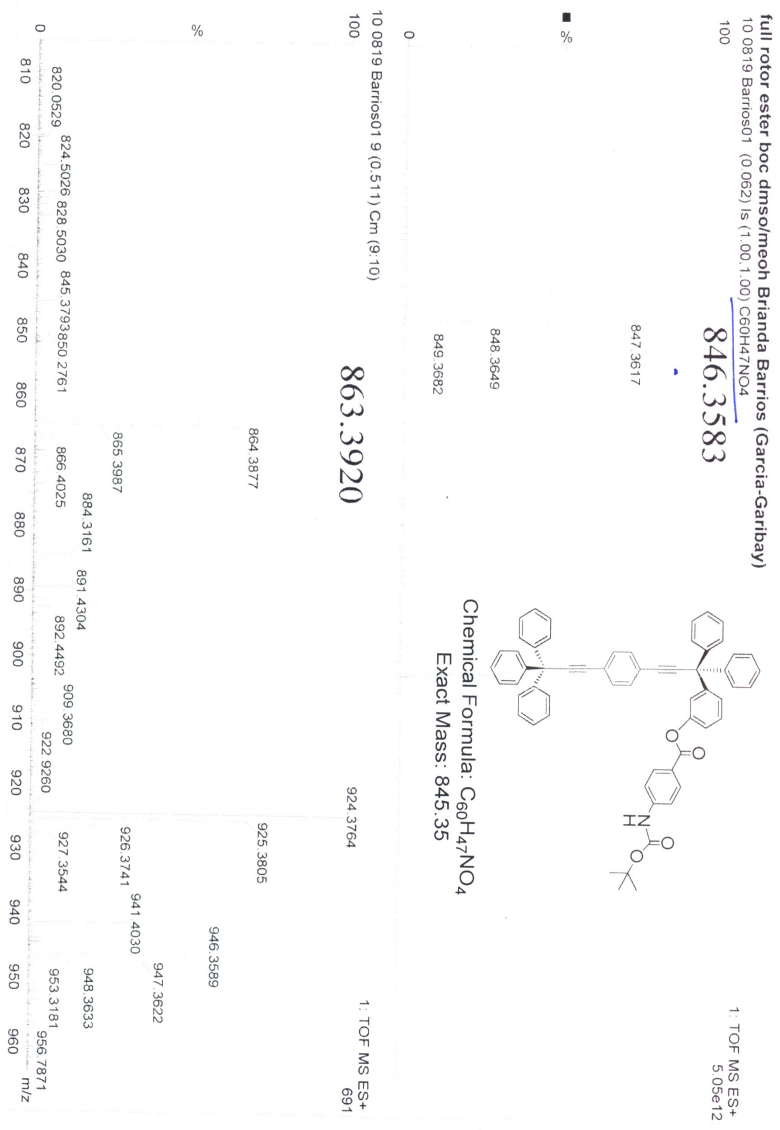 full rotor ester boc dmso/meoh Brianda Barrios (Garcia-Garibay)
10 0819 Barrios01 (0.062) Is (1.00,1.00) C60H47NO4
1: TOF MS ES+
5.05e12
100
846.3583
847.3617
%
848.3649
849.3682
0
O
O
N
H
O
O
Chemical Formula: C60H47NO4
Exact Mass: 845.35
10 0819 Barrios01 9 (0.511) Cm (9:10)
1: TOF MS ES+
691
100
863.3920
924.3764
864.3877
925.3805
946.3589
%
947.3622
941.4030
926.3741
865.3987
884.3161
891.4304
948.3633
909.3680
927.3544
824.5026
845.3793
820.0529
828.5030
850.2761
866.4025
892.4492
953.3181
922.9260
956.7871
0
810 820 830 840 850 860 870 880 890 900 910 920 930 940 950 960
m/z